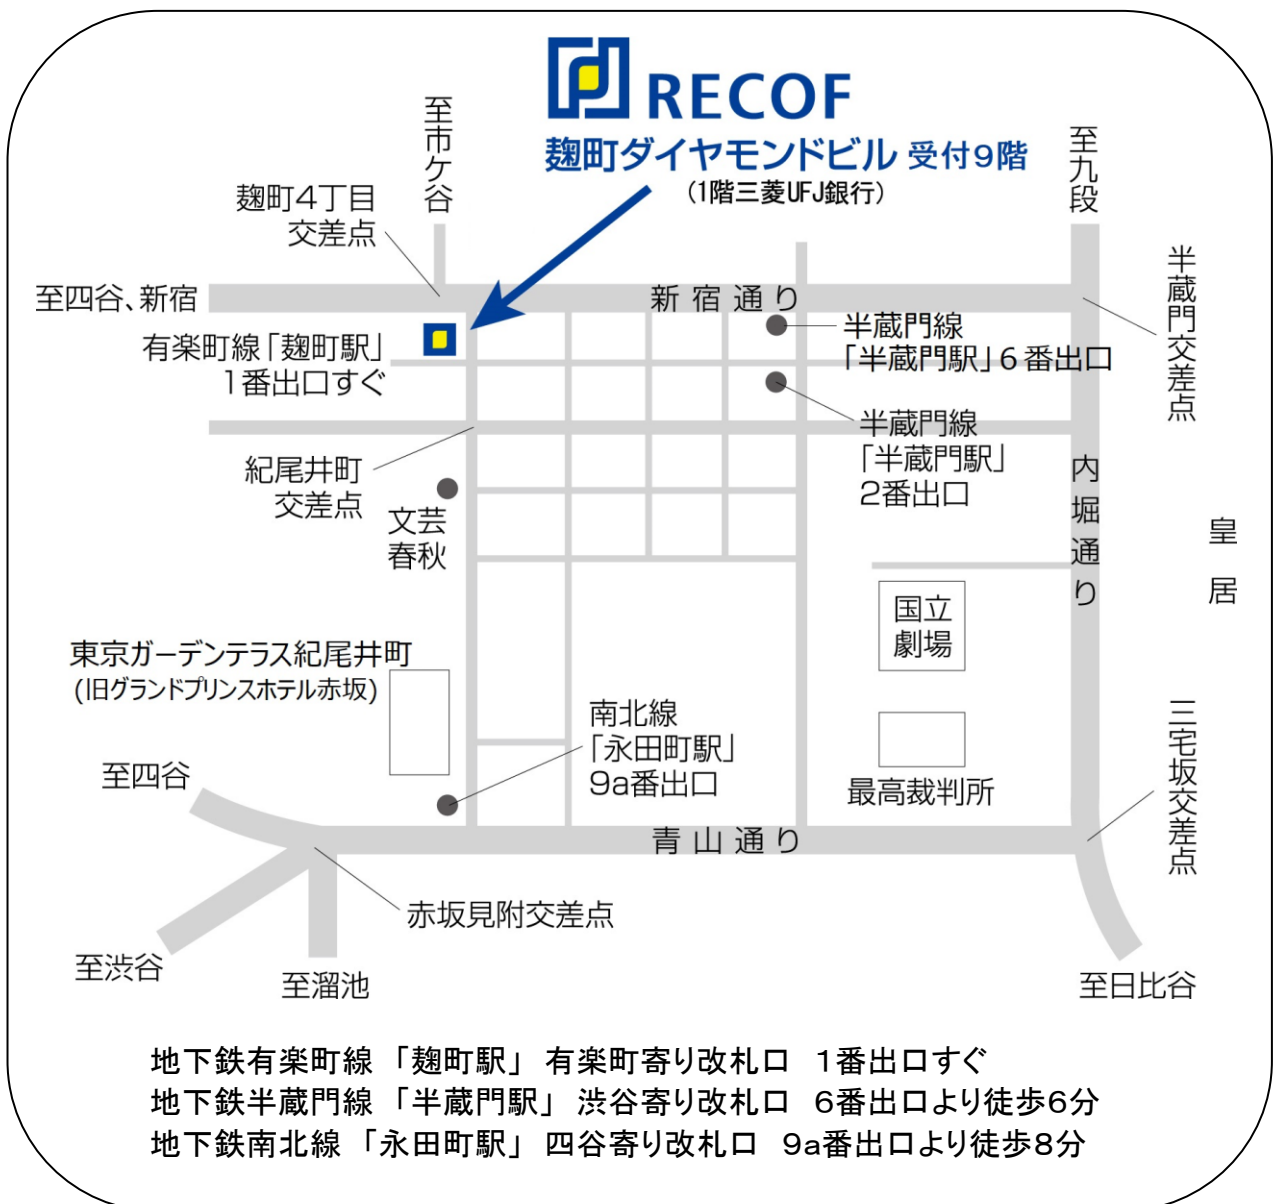 RECOF
麹町ダイヤモンドビル 受付9階
(1階三菱UFJ銀行)
至市ケ谷
至九段
麹町4丁目
交差点
半蔵門交差点
至四谷、新宿
新宿通り
有楽町線「麹町駅」
1番出口すぐ
半蔵門線
「半蔵門駅」6番出口
半蔵門線
「半蔵門駅」
2番出口
紀尾井町
交差点
文芸
春秋
内堀通り
皇居
国立
劇場
東京ガーデンテラス紀尾井町
(旧グランドプリンスホテル赤坂)
南北線
「永田町駅」
9a番出口
最高裁判所
三宅坂交差点
至四谷
青山通り
赤坂見附交差点
至渋谷
至溜池
至日比谷
地下鉄有楽町線 「麹町駅」 有楽町寄り改札口 1番出口すぐ
地下鉄半蔵門線 「半蔵門駅」 渋谷寄り改札口 6番出口より徒歩6分
地下鉄南北線 「永田町駅」 四谷寄り改札口 9a番出口より徒歩8分